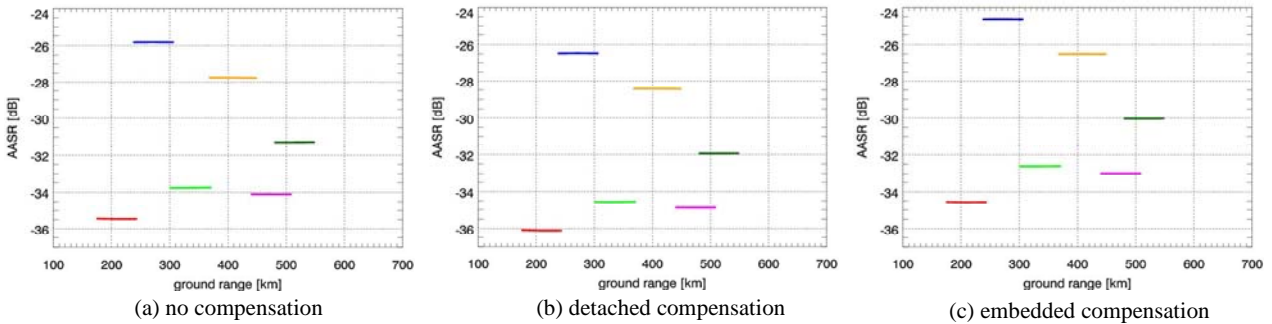 -24
-26
-28
-30
-32
-34
-36
AASR [dB]
100 200 300 400 500 600 700
ground range [km]
(a) no compensation
-24
-26
-28
-30
-32
-34
-36
AASR [dB]
100 200 300 400 500 600 700
ground range [km]
(b) detached compensation
-24
-26
-28
-30
-32
-34
-36
AASR [dB]
100 200 300 400 500 600 700
ground range [km]
(c) embedded compensation